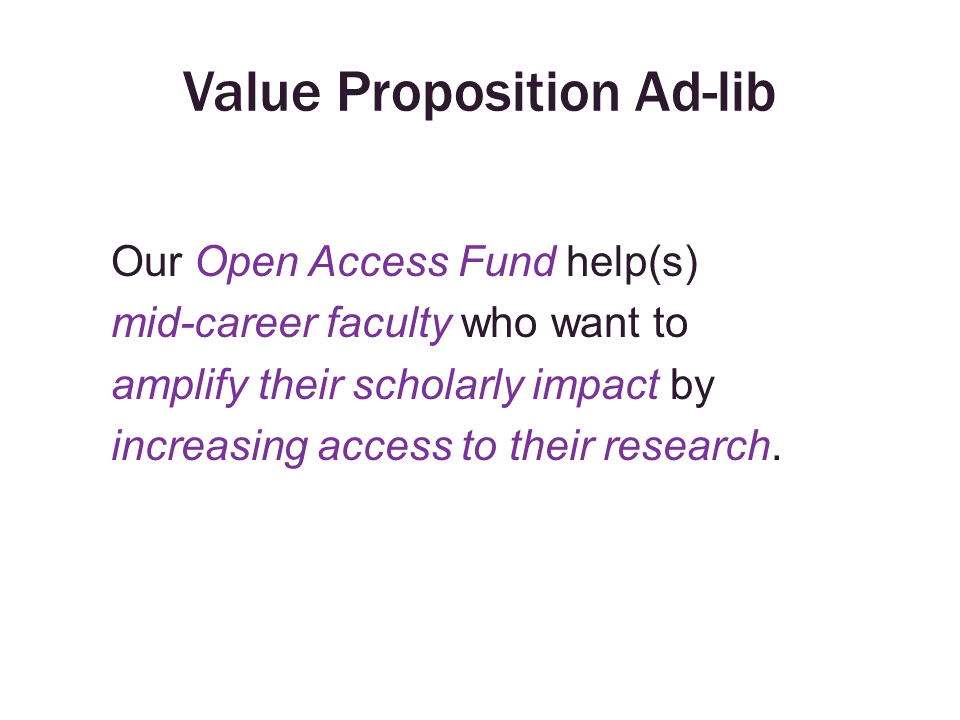 Value Proposition Ad-lib
Our Open Access Fund help(s)
mid-career faculty who want to
amplify their scholarly impact by
increasing access to their research.